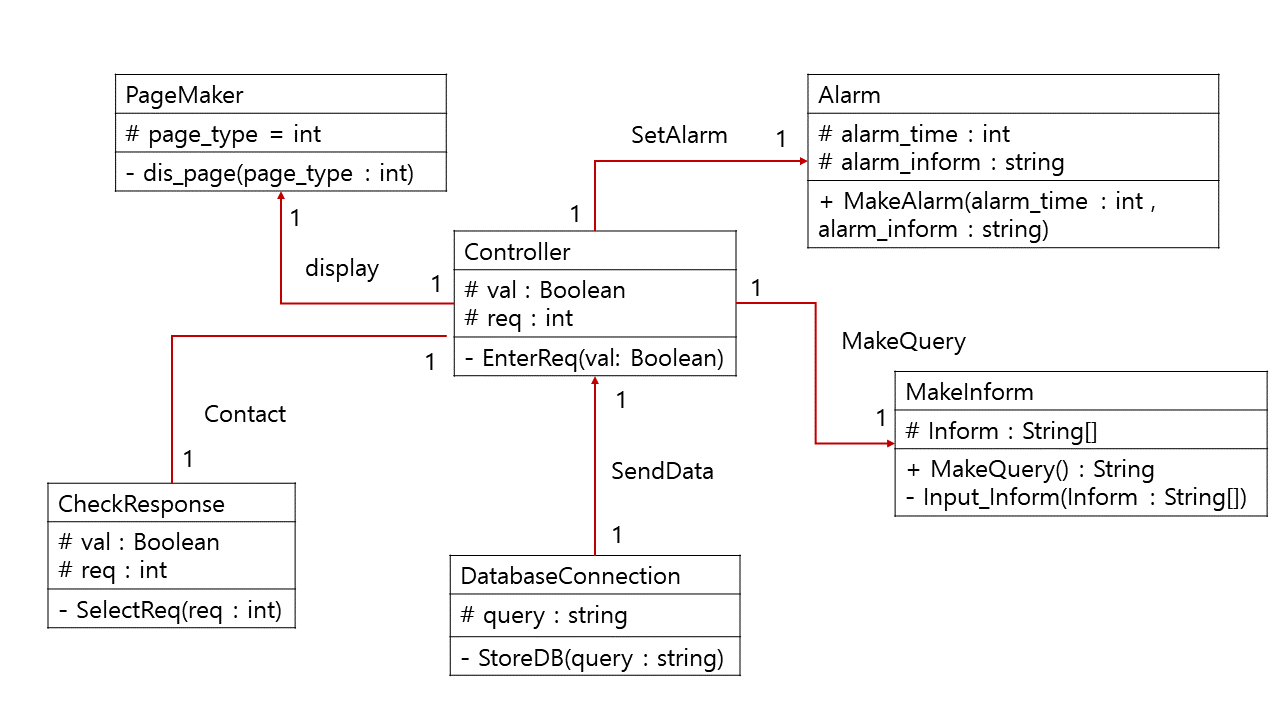 PageMaker
# page_type = int
- dis_page(page_type : int)
Alarm
# alarm_time : int
# alarm_inform : string
+ MakeAlarm(alarm_time : int ,
alarm_inform : string)
SetAlarm
1
1
1
display
1
Controller
# val : Boolean
# req : int
- EnterReq(val: Boolean)
1
MakeQuery
1
MakeInform
# Inform : String[]
+ MakeQuery() : String
- Input_Inform(Inform : String[])
1
Contact
1
CheckResponse
# val : Boolean
# req : int
- SelectReq(req : int)
1
SendData
1
DatabaseConnection
# query : string
- StoreDB(query : string)